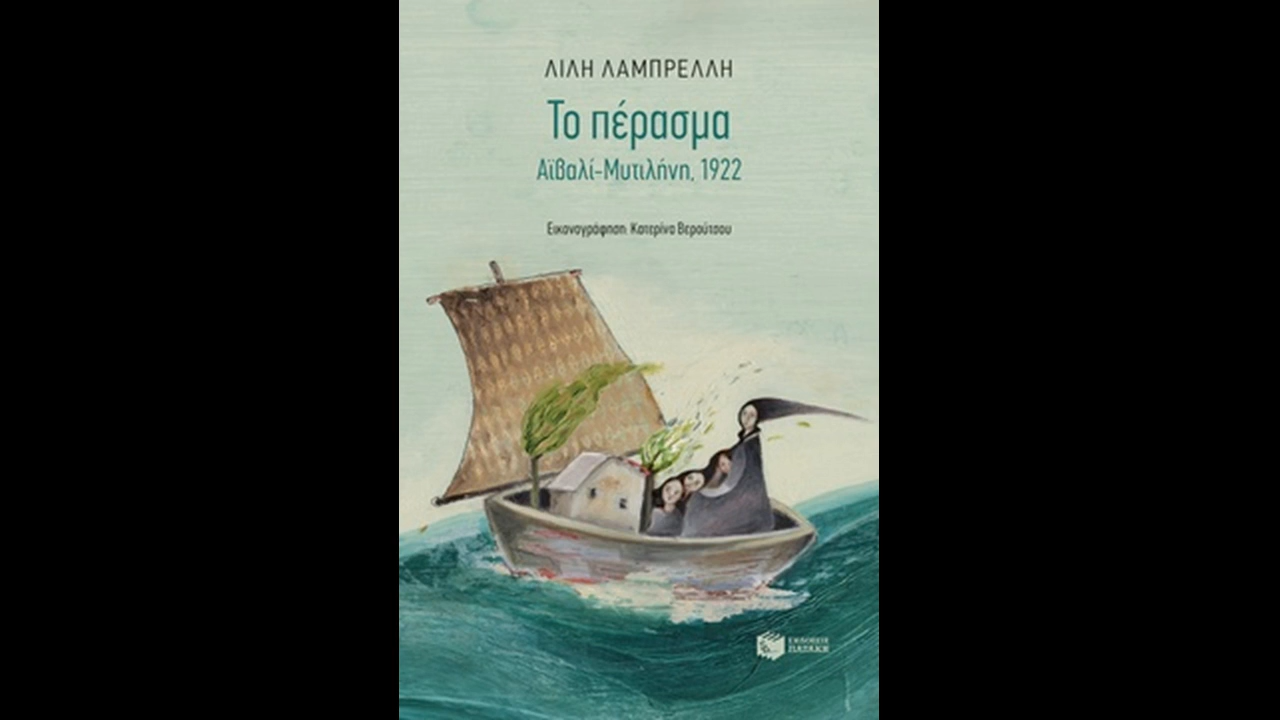 ΛΙΛΗ ΛΑΜΠΡΕΛΛΗ
Το πέρασμα
Αϊβαλί-Μυτιλήνη, 1922
Εικονογράφηση: Κατερίνα Βερούτσου
ΕΚΔΟΣΕΙΣ
ΠΑΤΑΚΗ